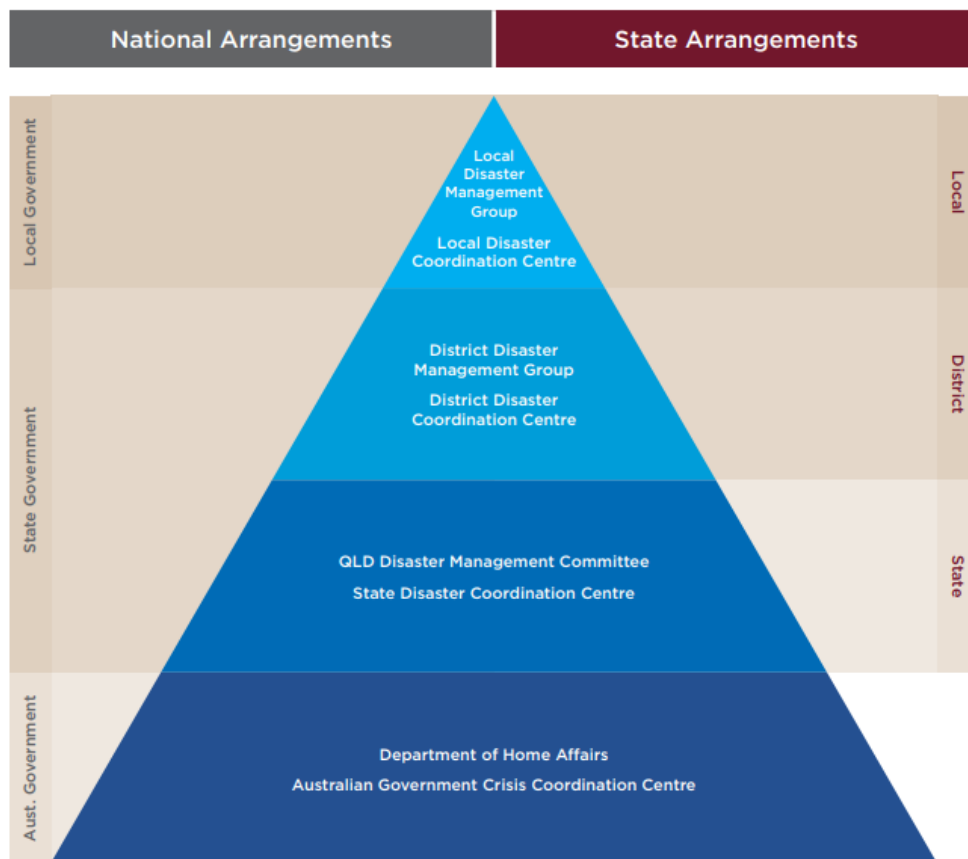 National Arrangements
State Arrangements
Local Government
State Government
Aust. Government
Local
Disaster
Management
Group
Local Disaster
Coordination Centre
District Disaster
Management Group
District Disaster
Coordination Centre
QLD Disaster Management Committee
State Disaster Coordination Centre
Department of Home Affairs
Australian Government Crisis Coordination Centre
Local
District
State